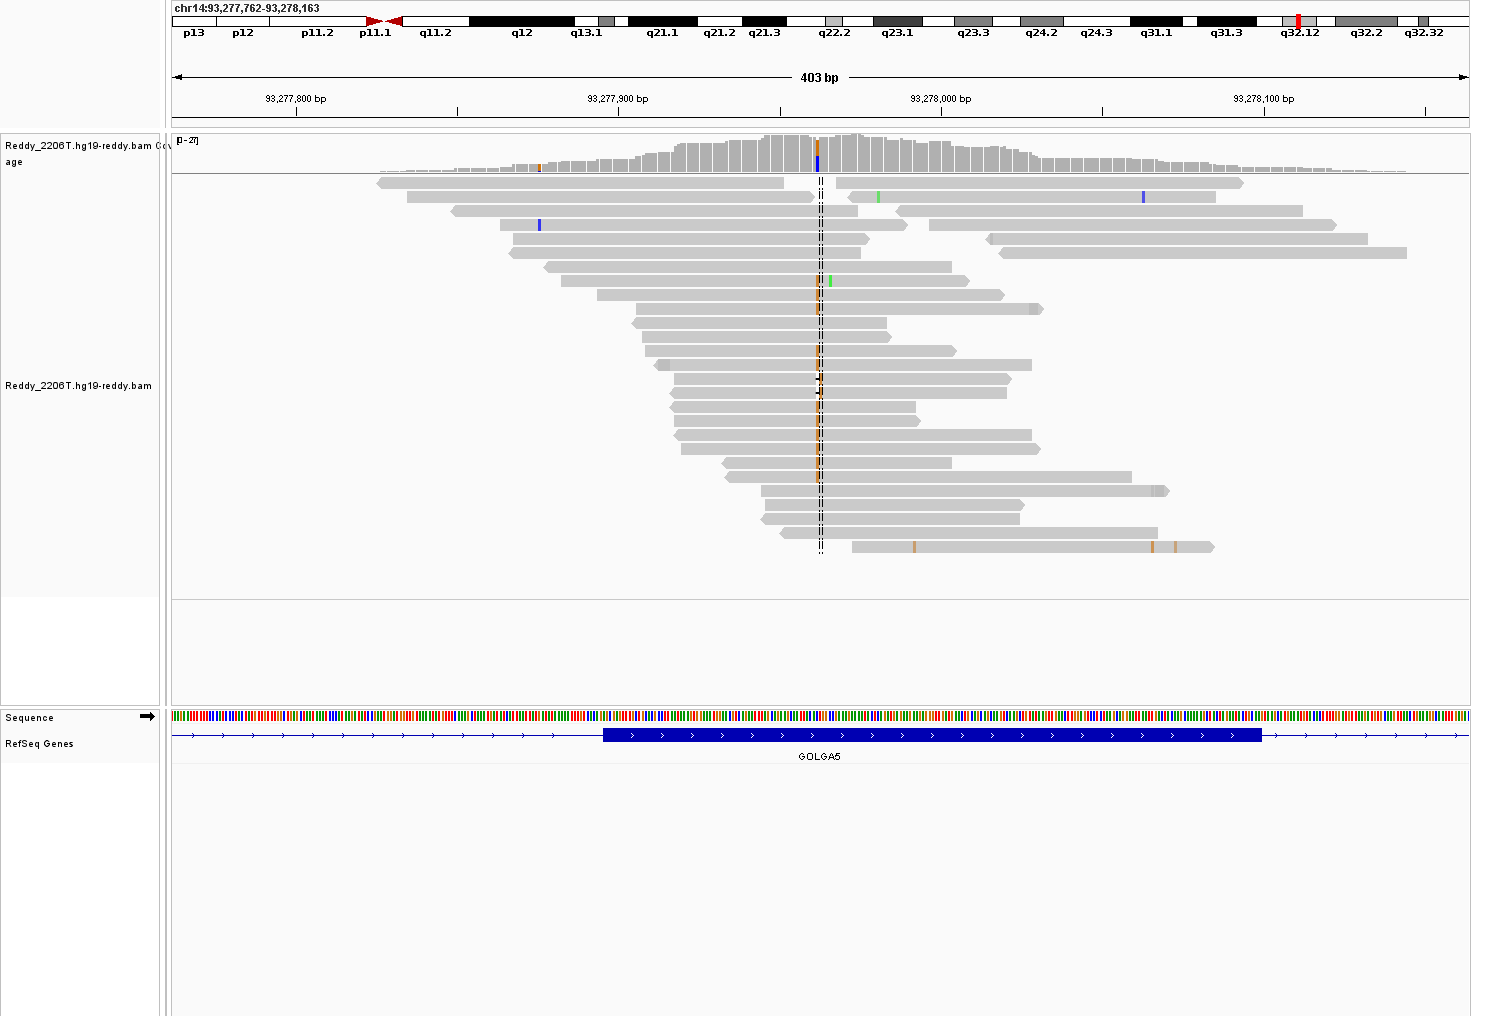 chr14:93,277,762-93,278,163
p13 p12 p11.2 p11.1 q11.2 q12 q13.1 q21.1 q21.2 q21.3 q22.2 q23.1 q23.3 q24.2 q24.3 q31.1 q31.3 q32.12 q32.2 q32.32
403 bp
93,277,800 bp 93,277,900 bp 93,278,000 bp 93,278,100 bp
Reddy_2206T.hg19-reddy.bam Cov
age
[0 - 27]
Reddy_2206T.hg19-reddy.bam
Sequence
RefSeq Genes
GOLGA5